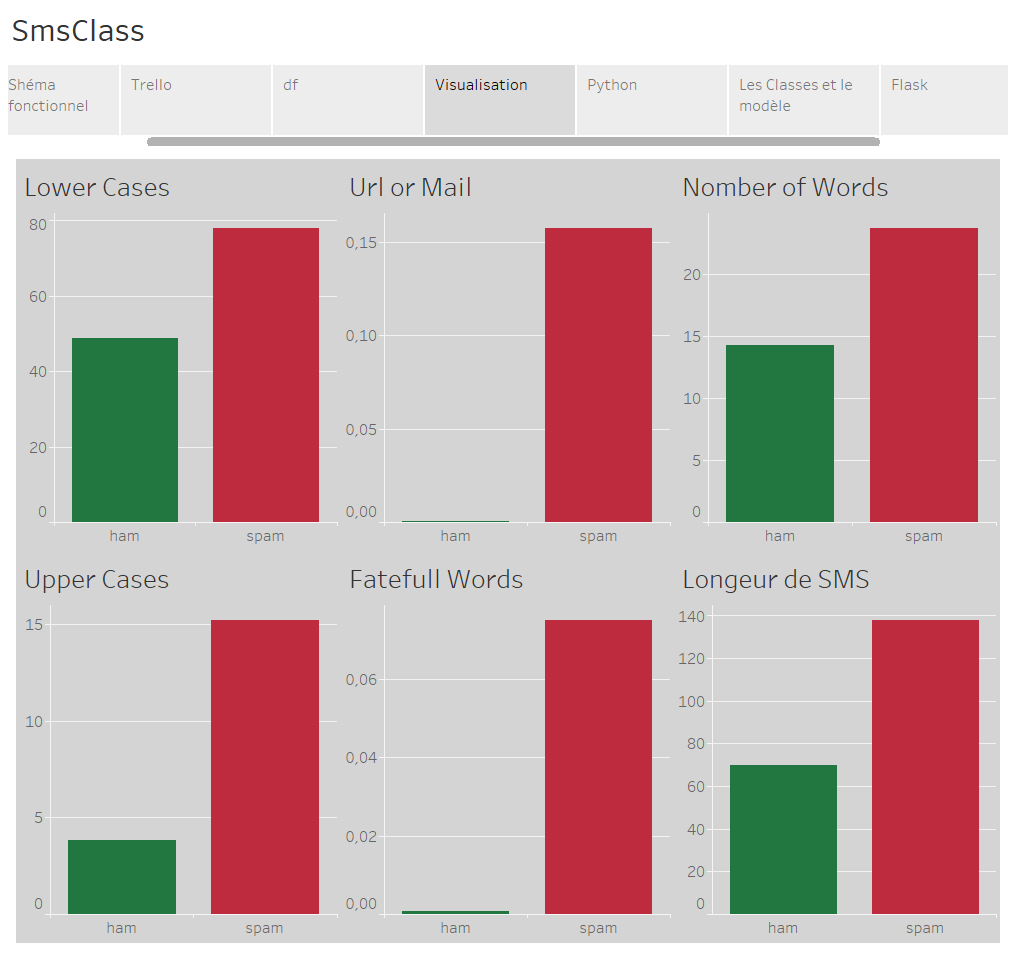 SmsClass
Shéma
fonctionnel
Trello
df
Visualisation
Python
Les Classes et le
modèle
Flask
Lower Cases
80
60
40
20
0
ham
spam
Url or Mail
0,15
0,10
0,05
0,00
ham
spam
Nomber of Words
20
15
10
5
0
ham
spam
Upper Cases
15
10
5
0
ham
spam
Fatefull Words
0,06
0,04
0,02
0,00
ham
spam
Longeur de SMS
140
120
100
80
60
40
20
0
ham
spam